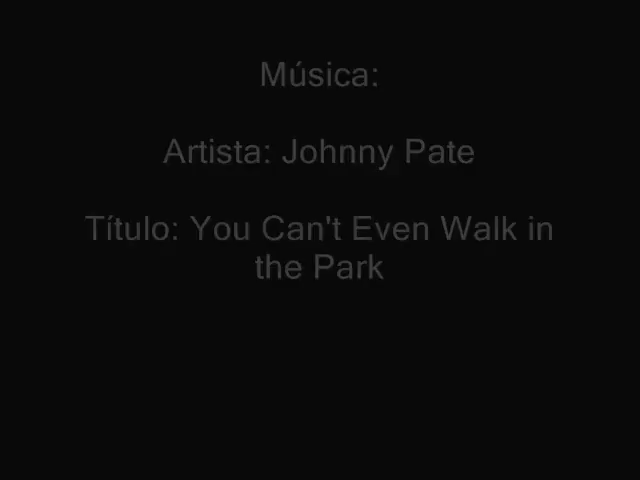 Música:
Artista: Johnny Pate
Título: You Can't Even Walk in
the Park